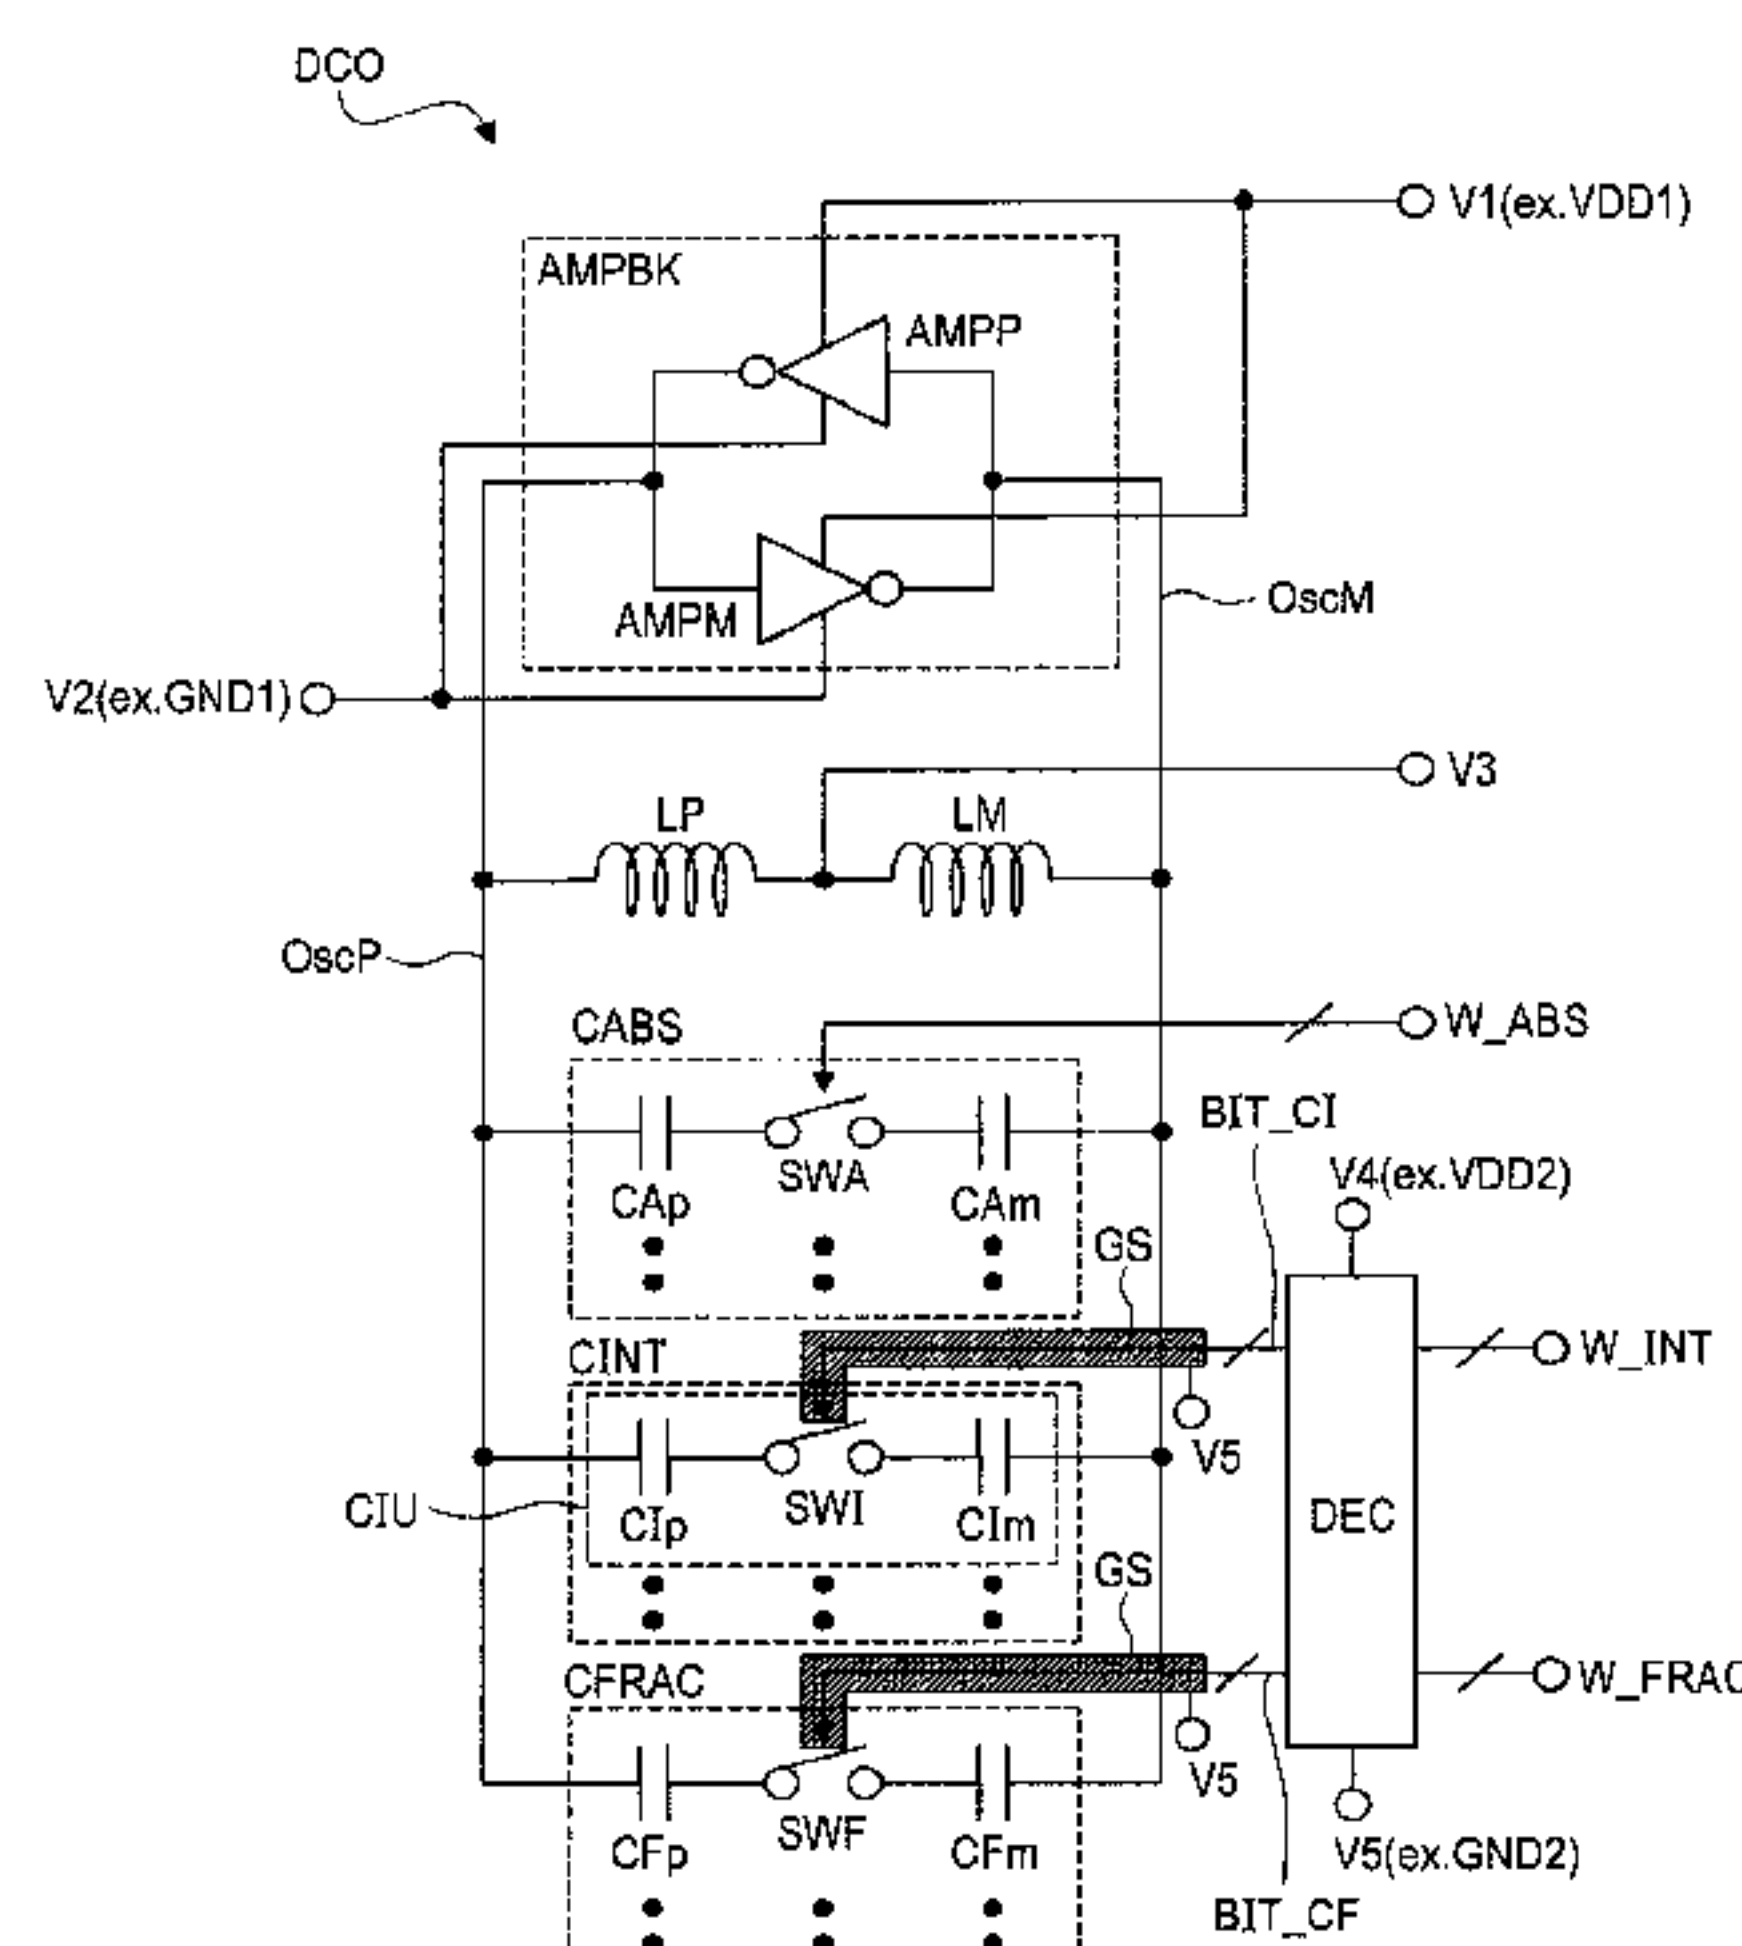 DCO
V1(ex.VDD1)
AMPBK
AMPP
AMPM
OscM
V2(ex.GND1)
V3
LP
LM
OscP
CABS
W_ABS
BIT_CI
SWA
V4(ex.VDD2)
CAp
CAm
GS
CINT
W_INT
V5
CIU
SWI
CIp
CIm
DEC
GS
CFRAC
W_FRAC
V5
SWF
CFp
CFm
V5(ex.GND2)
BIT_CF